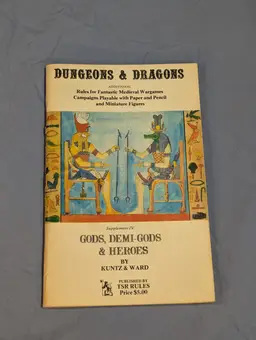 DUNGEONS & DRAGONS
Rules for Fantastic Medieval Wargames
Campaigns Playable with Paper and Pencil
and Miniature Figures
Supplement IV
GODS, DEMI-GODS
& HEROES
BY
KUNTZ & WARD
PUBLISHED BY
TSR RULES
Price $5.00